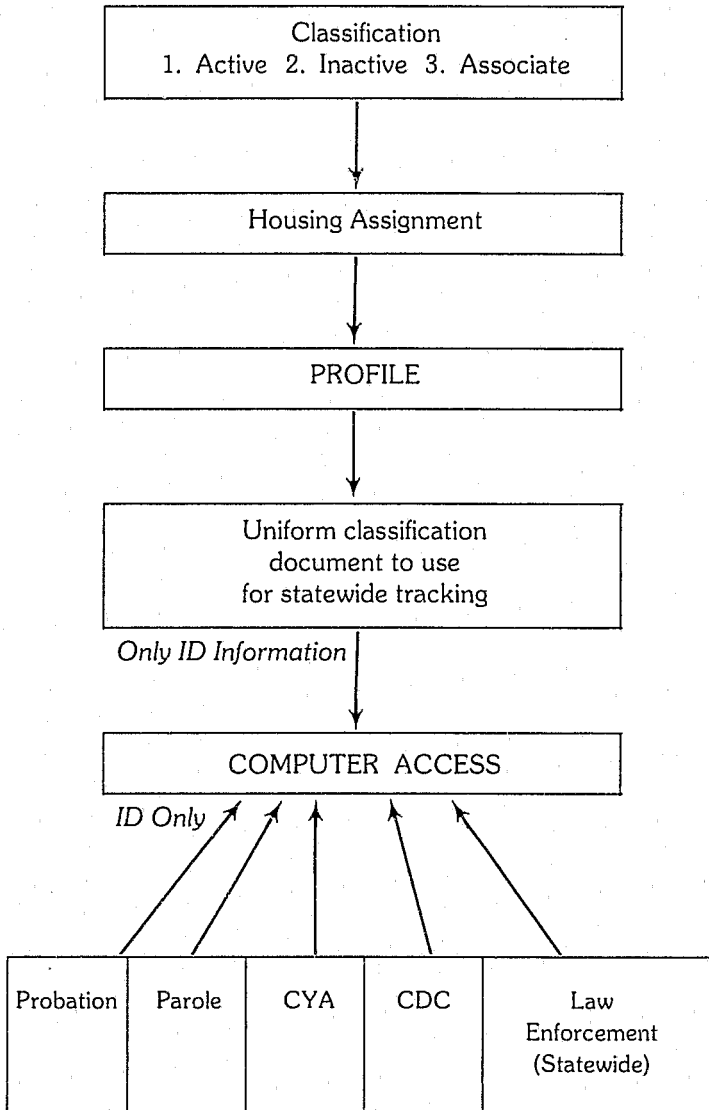 Classification
1. Active 2. Inactive 3. Associate
Housing Assignment
PROFILE
Uniform classification
document to use
for statewide tracking
Only ID Information
COMPUTER ACCESS
ID Only
Probation
Parole
CYA
CDC
Law
Enforcement
(Statewide)